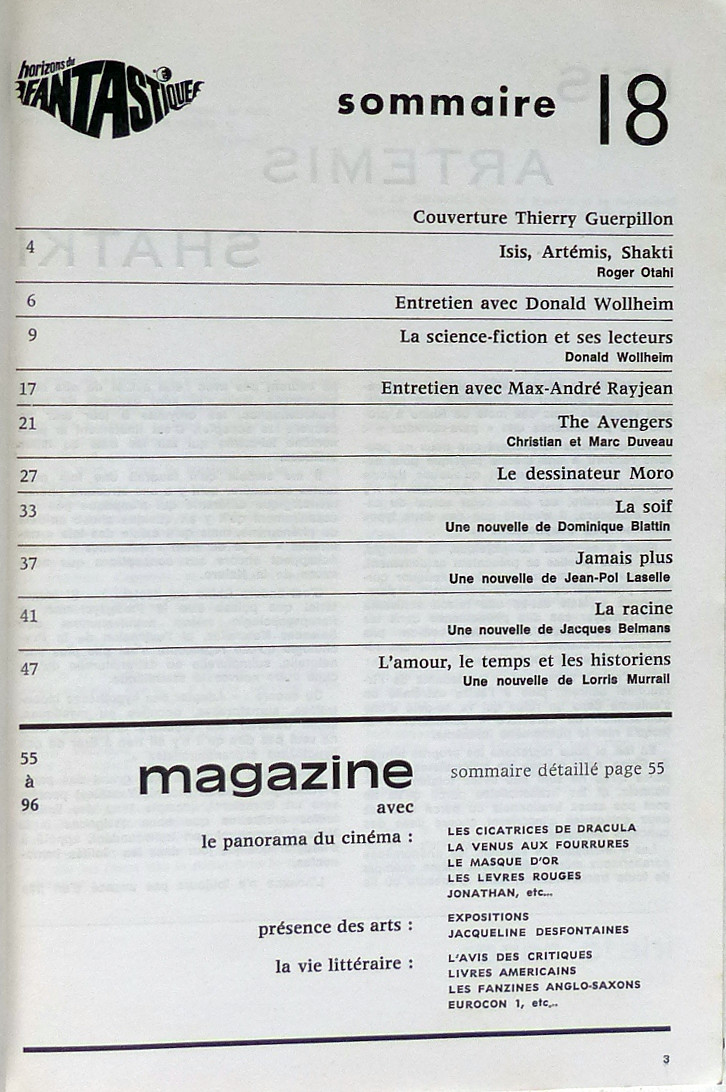 horizons du
FANTASTIQUE
sommaire 18
ARTEMIS
SHATKI
Couverture Thierry Guerpillon
4 Isis, Artémis, Shakti
Roger Otahi
6 Entretien avec Donald Wollheim
9 La science-fiction et ses lecteurs
Donald Wollheim
17 Entretien avec Max-André Rayjean
21 The Avengers
Christian et Marc Duveau
27 Le dessinateur Moro
33 La soif
Une nouvelle de Dominique Blattin
37 Jamais plus
Une nouvelle de Jean-Pol Laselle
41 La racine
Une nouvelle de Jacques Belmans
47 L'amour, le temps et les historiens
Une nouvelle de Lorris Murrail
55
à
96
magazine sommaire détaillé page 55
avec
le panorama du cinéma : LES CICATRICES DE DRACULA
LA VENUS AUX FOURRURES
LE MASQUE D'OR
LES LEVRES ROUGES
JONATHAN, etc...
présence des arts : EXPOSITIONS
JACQUELINE DESFONTAINES
la vie littéraire : L'AVIS DES CRITIQUES
LIVRES AMERICAINS
LES FANZINES ANGLO-SAXONS
EUROCON 1, etc...
3